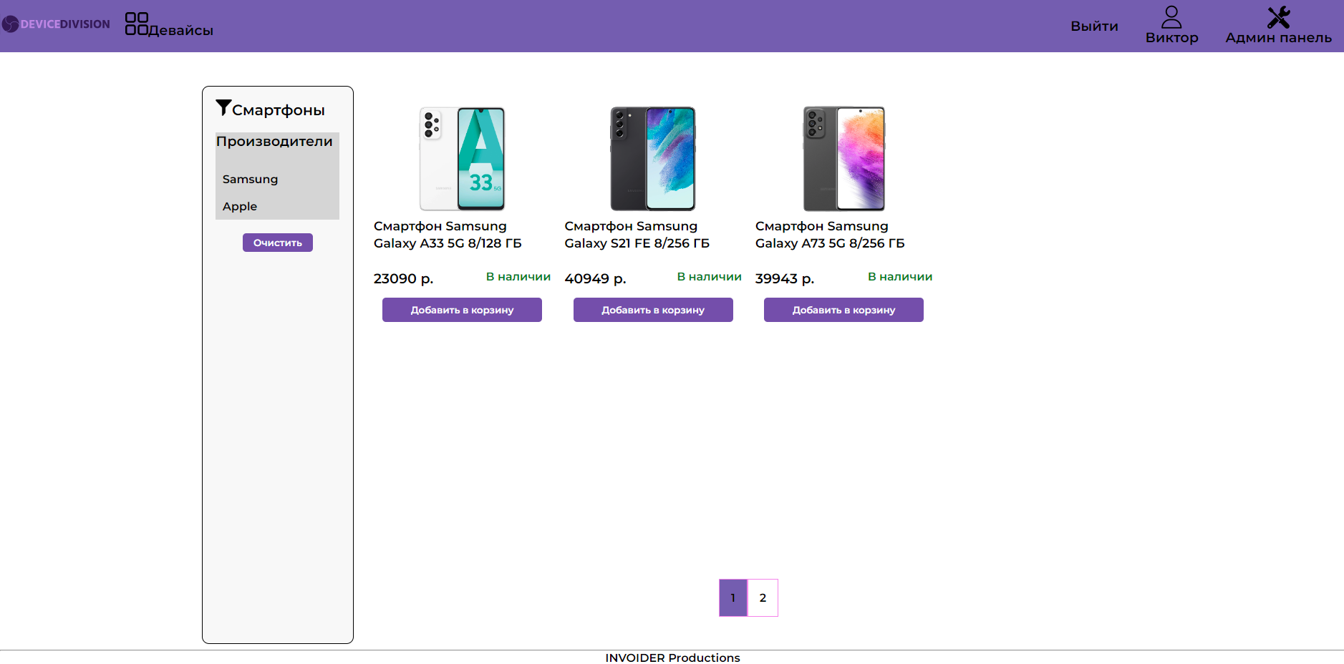 DEVICEDIVISION
Девайсы
Выйти
Виктор
Админ панель
Смартфоны
Производители
Samsung
Apple
Очистить
A
33 5G
Смартфон Samsung
Galaxy A33 5G 8/128 ГБ
23090 р.
В наличии
Добавить в корзину
Смартфон Samsung
Galaxy S21 FE 8/256 ГБ
40949 р.
В наличии
Добавить в корзину
Смартфон Samsung
Galaxy A73 5G 8/256 ГБ
39943 р.
В наличии
Добавить в корзину
1
2
INVOIDER Productions